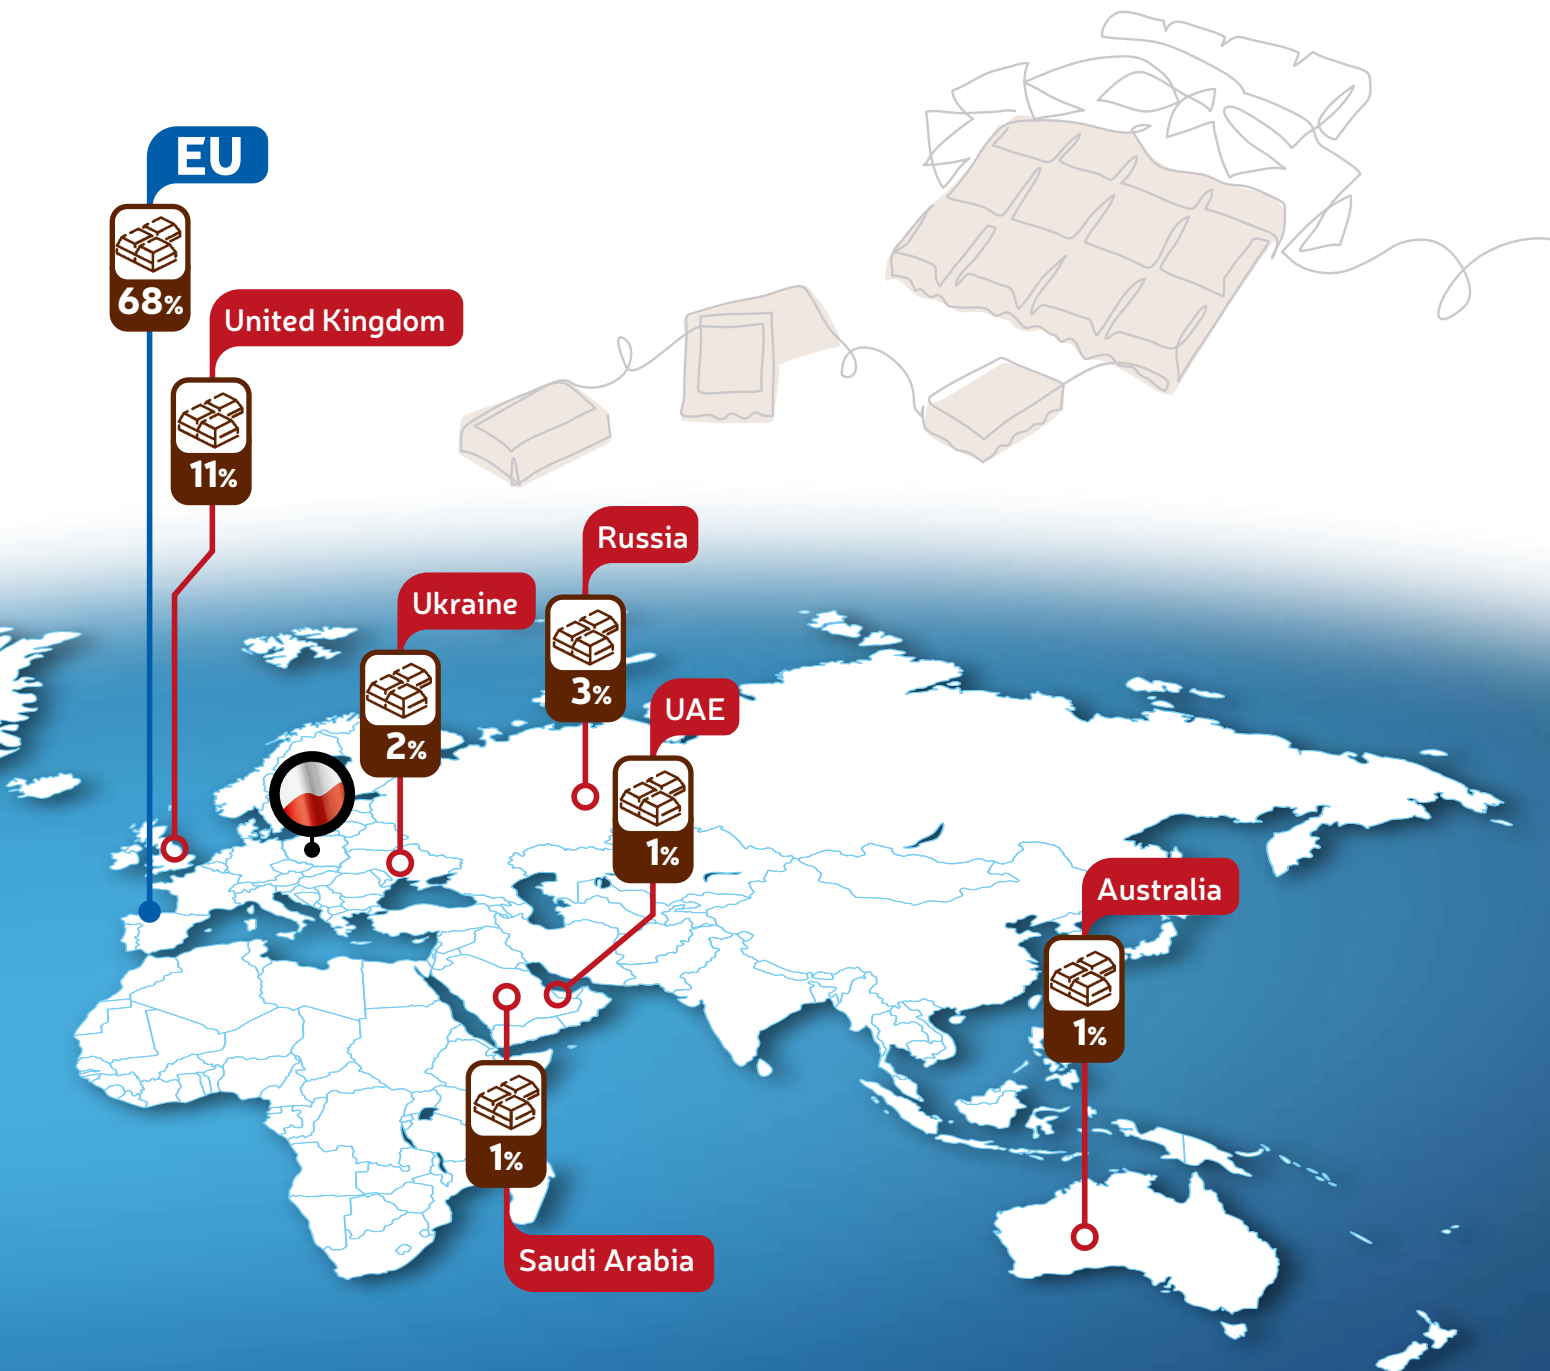 EU
68%
United Kingdom
11%
Russia
3%
Ukraine
2%
UAE
1%
Australia
1%
1%
Saudi Arabia